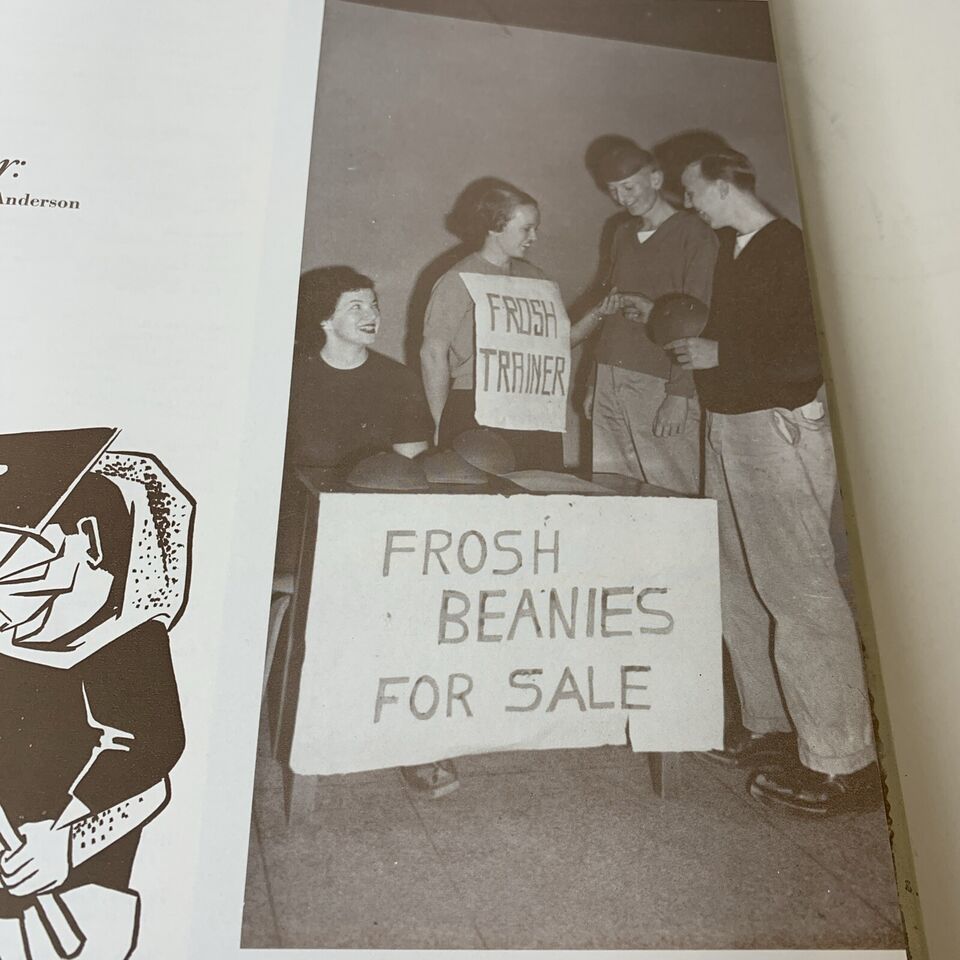 Anderson
FROSH
TRAINER
FROSH
BEANIES
FOR SALE